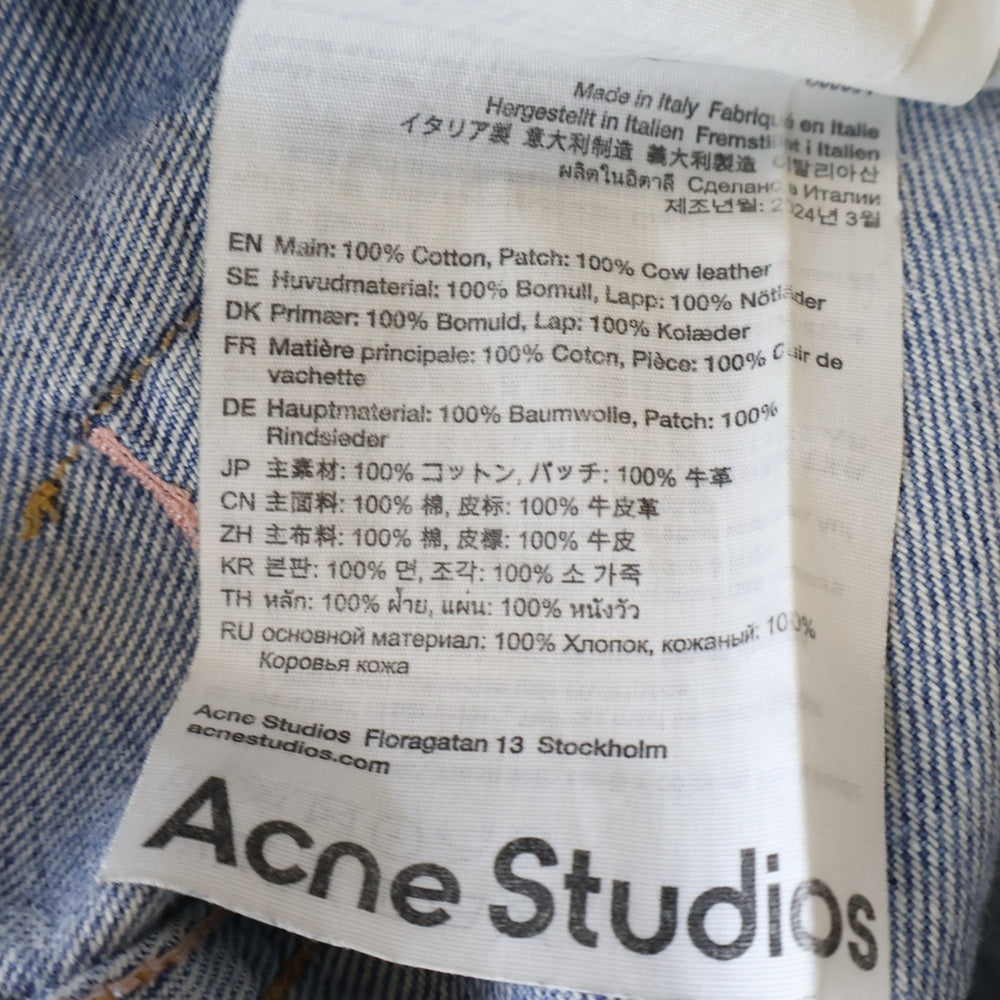 Made in Italy Fabriqué en Italie
Hergestellt in Italien Fremstillet i Italien
イタリア製 意大利制造 義大利製造 이탈리아산
ผลิตในอิตาลี Сделано в Италии
제조년월: 2024년 3월
EN Main: 100% Cotton, Patch: 100% Cow leather
SE Huvudmaterial: 100% Bomull, Lapp: 100% Nötläder
DK Primær: 100% Bomuld, Lap: 100% Kolæder
FR Matière principale: 100% Coton, Pièce: 100% Cuir de
vachette
DE Hauptmaterial: 100% Baumwolle, Patch: 100%
Rindsleder
JP 主素材: 100% コットン, パッチ: 100% 牛革
CN 主面料: 100% 棉, 皮标: 100% 牛皮革
ZH 主布料: 100% 棉, 皮標: 100% 牛皮
KR 본판: 100% 면, 조각: 100% 소 가죽
TH หลัก: 100% ฝ้าย, แผ่น: 100% หนังวัว
RU основной материал: 100% Хлопок, кожаный: 100%
Коровья кожа
Acne Studios Floragatan 13 Stockholm
acnestudios.com
Acne Studios